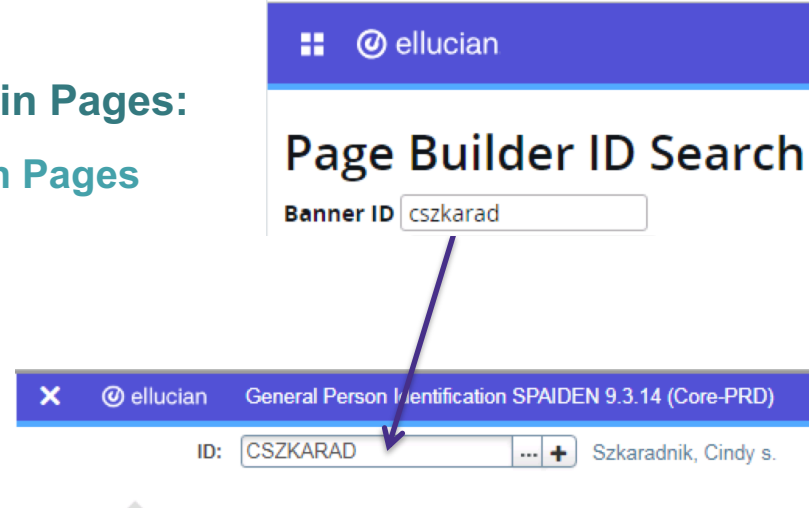 ellucian
in Pages:
Page Builder ID Search
Pages
Banner ID cszkarad
ellucian General Person Identification SPAIDEN 9.3.14 (Core-PRD)
ID: CSZKARAD ... + Szkaradnik, Cindy s.